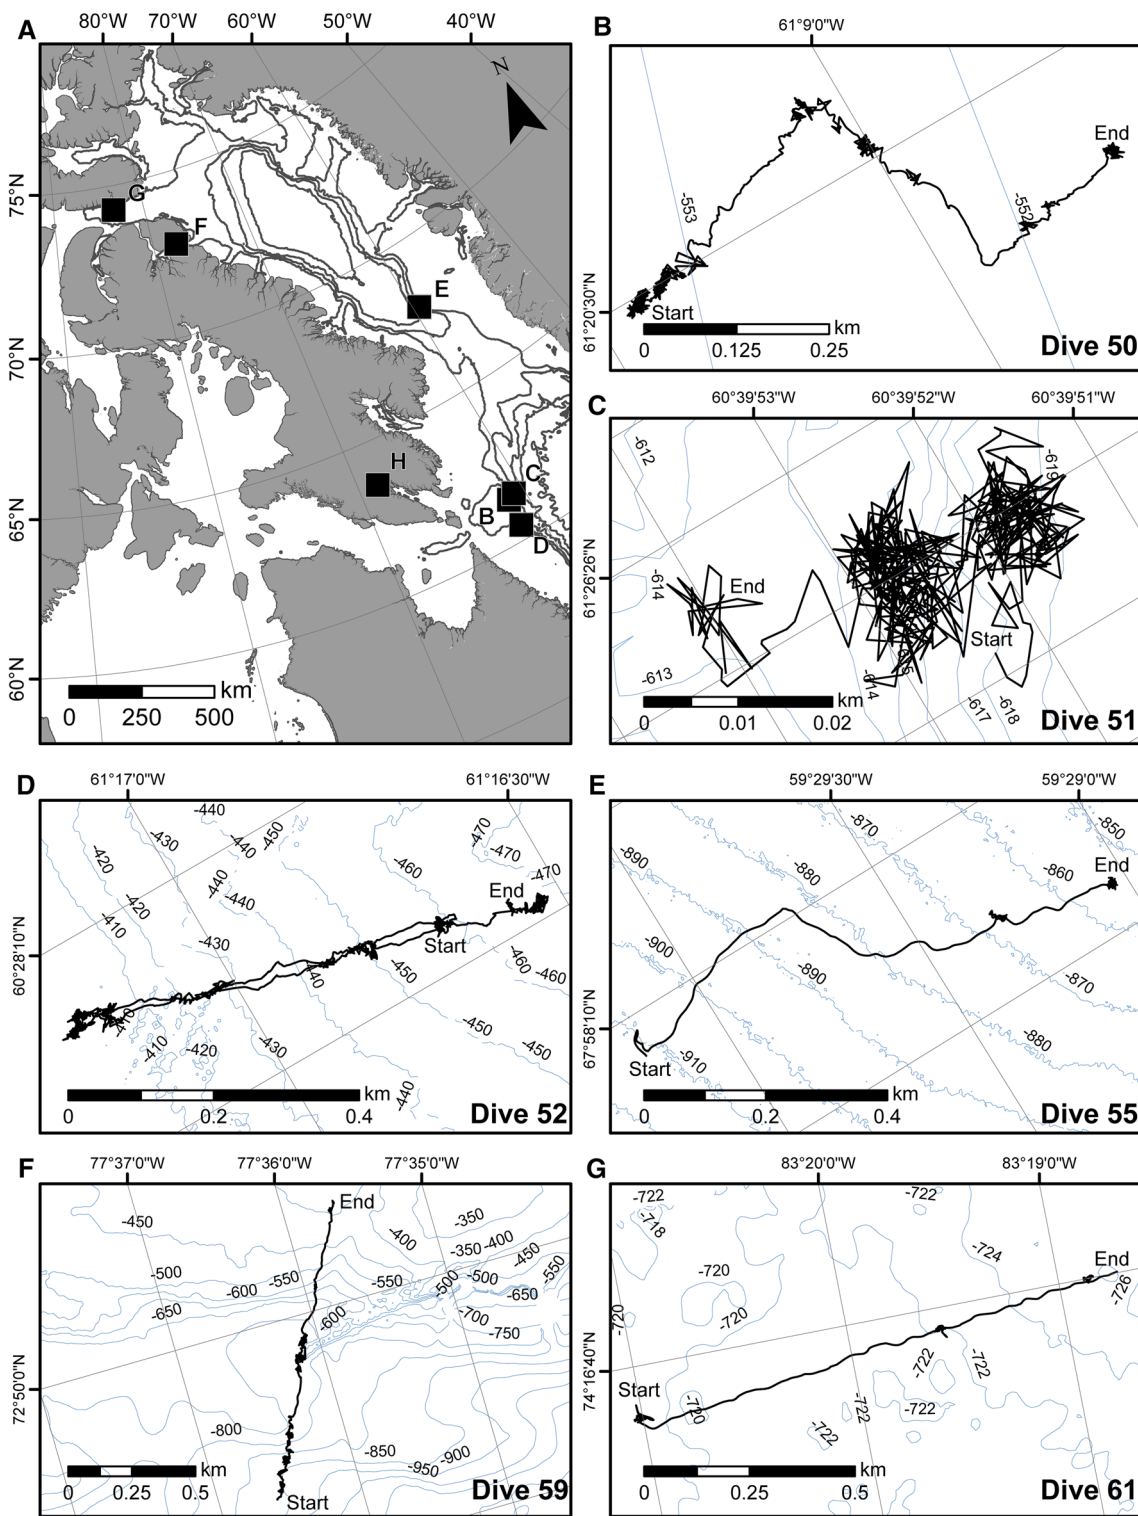 A
80°W 70°W 60°W 50°W 40°W
N
75°N
70°N
65°N
60°N
G
F
E
H
C
B
D
km
0 250 500
B
61°9'0"W
61°20'30"N
-553
-552
Start
End
km
0 0.125 0.25
Dive 50
C
60°39'53"W 60°39'52"W 60°39'51"W
61°26'26"N
-612
-619
-614
End
Start
-613
-614
-615
-617
-618
km
0 0.01 0.02
Dive 51
D
61°17'0"W 61°16'30"W
60°28'10"N
-440
-430
-440
-450
-420
-470
-470
-460
-440
-440
-470
-420
-410
End
Start
-430
-440
-450
-460
-460
-410
-410
-420
-430
-450
-450
-440
km
0 0.2 0.4
Dive 52
E
59°29'30"W 59°29'0"W
67°58'10"N
-870
-850
-890
-880
-860
End
-900
-890
-870
-880
Start
-910
km
0 0.2 0.4
Dive 55
F
77°37'0"W 77°36'0"W 77°35'0"W
72°50'0"N
End
-450
-400
-350
-350
-400
-450
-500
-550
-550
-500
-500
-550
-600
-650
-650
-600
-700
-750
-800
-850
-900
-950
Start
km
0 0.25 0.5
Dive 59
G
83°20'0"W 83°19'0"W
74°16'40"N
-722
-718
-722
-724
-720
-720
-720
End
-726
-722
-722
Start
-720
-722
-722
-722
km
0 0.25 0.5
Dive 61